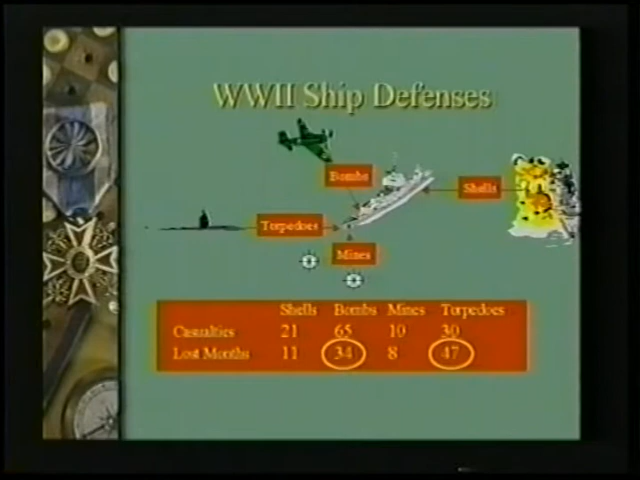 WWII Ship Defenses
Bombs
Shells
Torpedoes
Mines
Shells Bombs Mines Torpedoes
Casualties 21 65 10 30
Lost Months 11 34 8 47